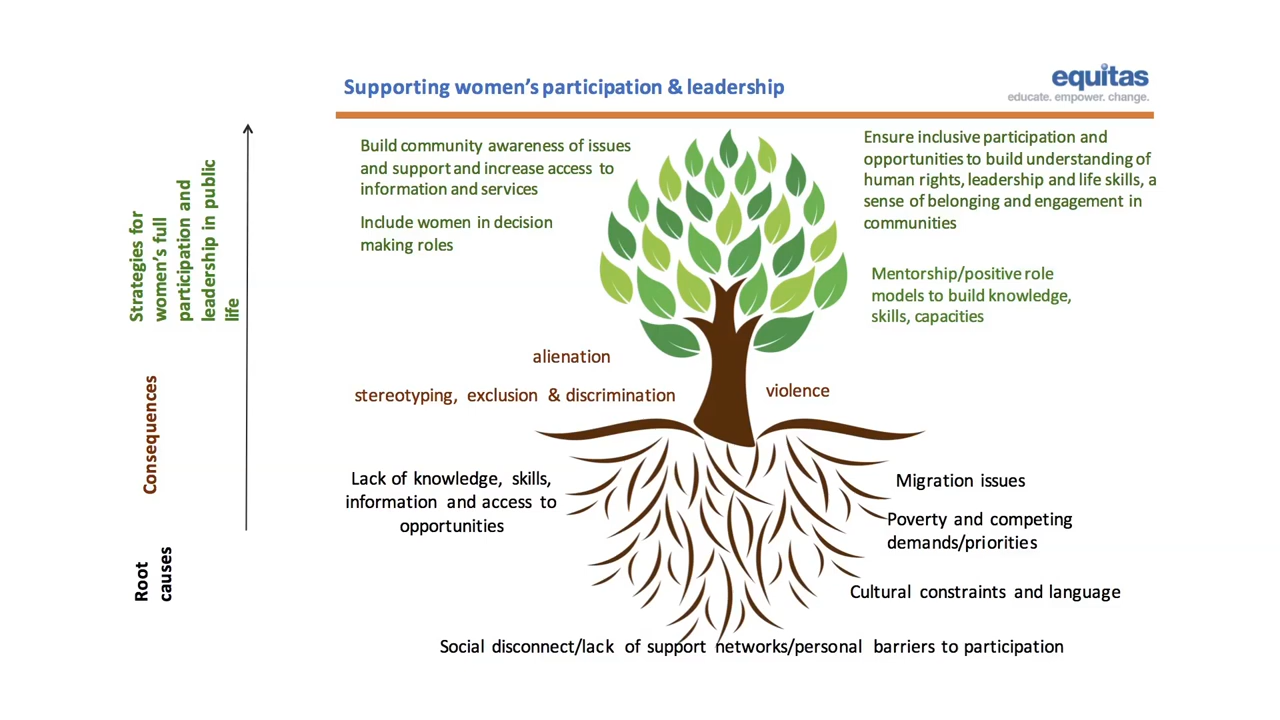 Supporting women's participation & leadership
equitas
educate. empower. change.
Build community awareness of issues
and support and increase access to
information and services
Include women in decision
making roles
Ensure inclusive participation and
opportunities to build understanding of
human rights, leadership and life skills, a
sense of belonging and engagement in
communities
Mentorship/positive role
models to build knowledge,
skills, capacities
Strategies for
women's full
participation and
leadership in public
life
alienation
stereotyping, exclusion & discrimination
violence
Consequences
Lack of knowledge, skills,
information and access to
opportunities
Migration issues
Poverty and competing
demands/priorities
Root
causes
Cultural constraints and language
Social disconnect/lack of support networks/personal barriers to participation